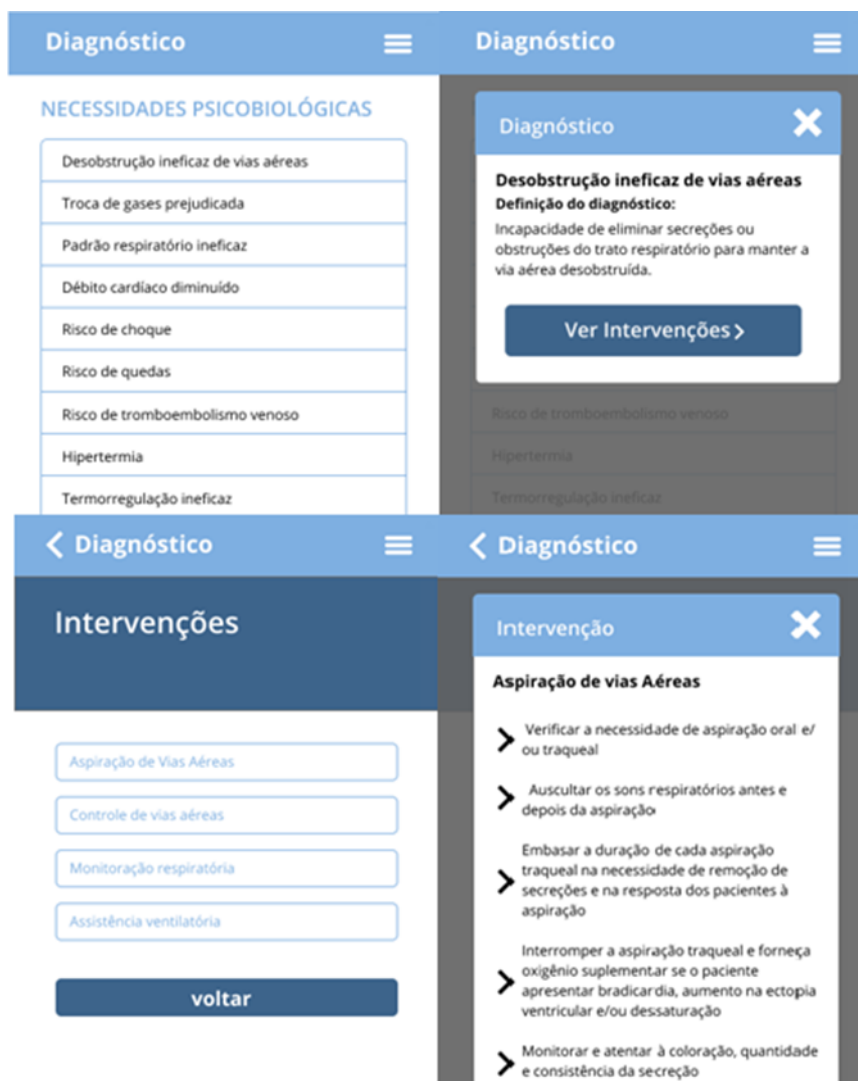 Diagnóstico
NECESSIDADES PSICOBIOLÓGICAS
Desobstrução ineficaz de vias aéreas
Troca de gases prejudicada
Padrão respiratório ineficaz
Débito cardíaco diminuído
Risco de choque
Risco de quedas
Risco de tromboembolismo venoso
Hipertermia
Termorregulação ineficaz
Diagnóstico
Diagnóstico
Desobstrução ineficaz de vias aéreas
Definição do diagnóstico:
Incapacidade de eliminar secreções ou
obstruções do trato respiratório para manter a
via aérea desobstruída.
Ver Intervenções
Risco de tromboembolismo venoso
Hipertermia
Termorregulação ineficaz
Diagnóstico
Intervenções
Aspiração de Vias Aéreas
Controle de vias aéreas
Monitoração respiratória
Assistência ventilatória
voltar
Diagnóstico
Intervenção
Aspiração de vias Aéreas
Verificar a necessidade de aspiração oral e/
ou traqueal
Auscultar os sons respiratórios antes e
depois da aspiração
Embasar a duração de cada aspiração
traqueal na necessidade de remoção de
secreções e na resposta dos pacientes à
aspiração
Interromper a aspiração traqueal e forneça
oxigênio suplementar se o paciente
apresentar bradicardia, aumento na ectopia
ventricular e/ou dessaturação
Monitorar e atentar à coloração, quantidade
e consistência da secreção